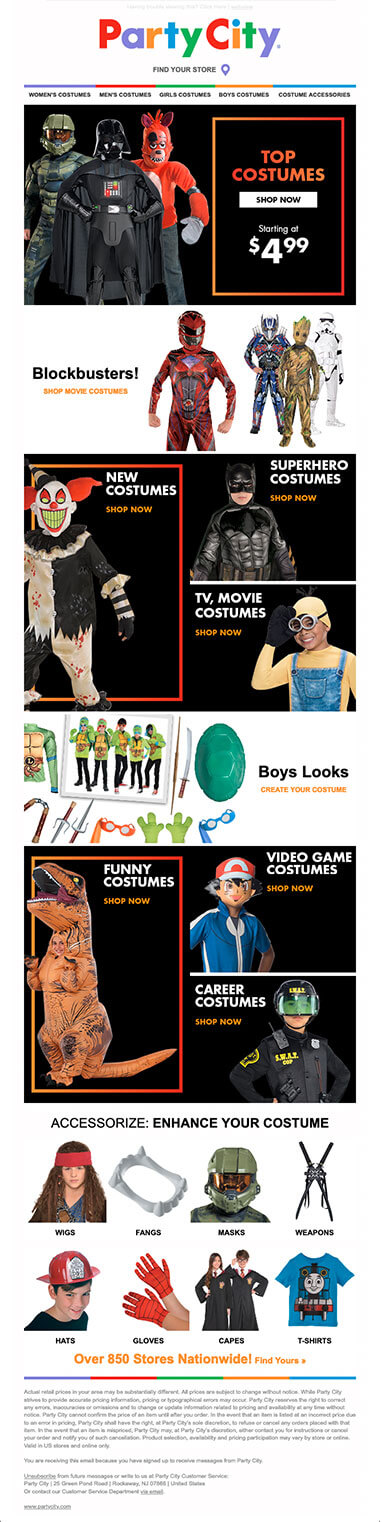 Having trouble viewing this? Click Here | webview
Party City
FIND YOUR STORE
WOMEN'S COSTUMES MEN'S COSTUMES GIRLS COSTUMES BOYS COSTUMES COSTUME ACCESSORIES
TOP
COSTUMES
SHOP NOW
Starting at
$4.99
Blockbusters!
SHOP MOVIE COSTUMES
NEW
COSTUMES
SHOP NOW
SUPERHERO
COSTUMES
SHOP NOW
TV, MOVIE
COSTUMES
SHOP NOW
Boys Looks
CREATE YOUR COSTUME
FUNNY
COSTUMES
SHOP NOW
VIDEO GAME
COSTUMES
SHOP NOW
CAREER
COSTUMES
SHOP NOW
S.W.A.T.
S.W.A.T.
COP
ACCESSORIZE: ENHANCE YOUR COSTUME
WIGS FANGS MASKS WEAPONS
HATS GLOVES CAPES T-SHIRTS
Over 850 Stores Nationwide! Find Yours »
Actual retail prices in your area may be substantially different. All prices are subject to change without notice. While Party City
strives to provide accurate pricing information, pricing or typographical errors may occur. Party City reserves the right to correct
any errors, inaccuracies or omissions and to change or update information related to pricing and availability at any time without
notice. Party City cannot confirm the price of an item until after you order. In the event that an item is listed at an incorrect price due
to an error in pricing, Party City shall have the right, at Party City's sole discretion, to refuse or cancel any orders placed with that
item. In the event that an item is mispriced, Party City may, at Party City's discretion, either contact you for instructions or cancel
your order and notify you of such cancellation. Product selection, availability and pricing participation may vary by store or online.
Valid in US stores and online only.
You are receiving this email because you have signed up to receive messages from Party City.
Unsubscribe from future messages or write to us at Party City Customer Service:
Party City | 25 Green Pond Road | Rockaway, NJ 07866 | United States
Or contact our Customer Service Department via email.
www.partycity.com